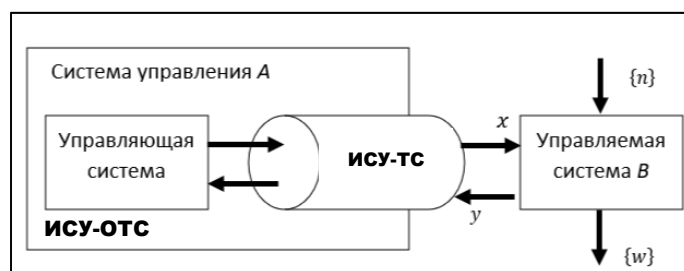 Система управления A
{n}
x
Управляющая
система
ИСУ-ТС
Управляемая
система B
y
ИСУ-ОТС
{w}